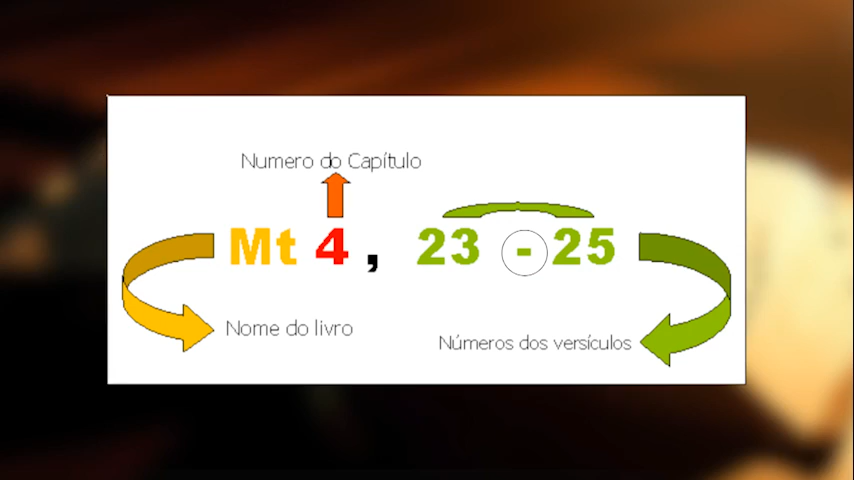 Numero do Capítulo
Mt 4 , 23 - 25
Nome do livro
Números dos versículos